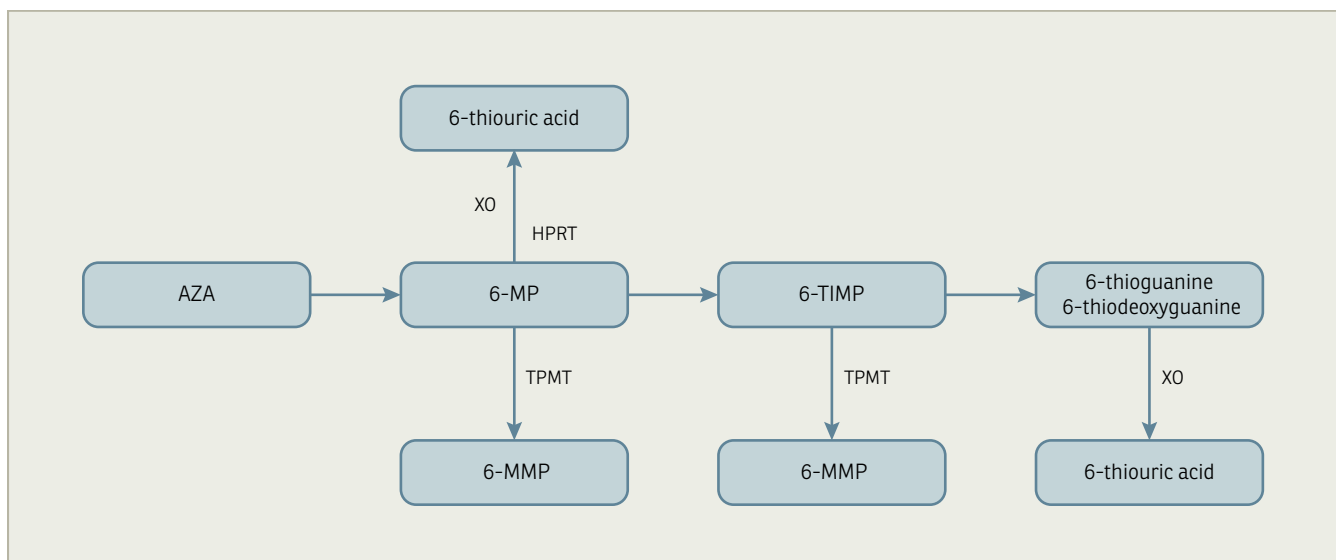 6-thiouric acid
XO
HPRT
AZA
6-MP
6-TIMP
6-thioguanine
6-thiodeoxyguanine
TPMT
TPMT
XO
6-MMP
6-MMP
6-thiouric acid